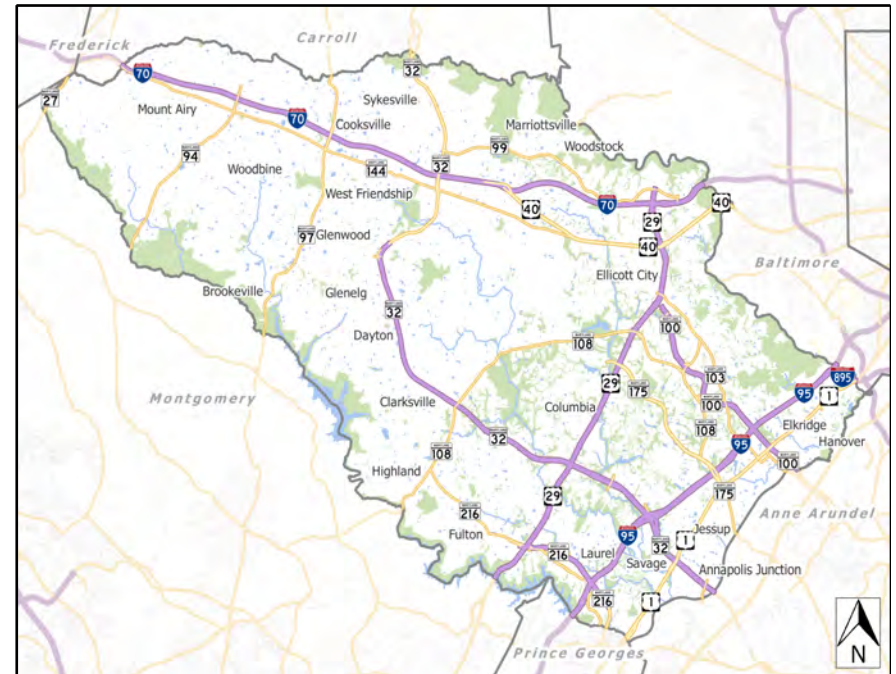 Frederick
Carroll
70
32
27
Mount Airy
70
Sykesville
Cooksville
Marriottsville
94
99
Woodstock
32
144
Woodbine
West Friendship
40
70
40
29
97
Glenwood
40
Baltimore
Ellicott City
Brookeville
Glenelg
32
Dayton
100
108
Montgomery
103
29
175
895
95
1
Clarksville
Columbia
100
Elkridge
108
32
108
95
Hanover
100
Highland
29
175
Anne Arundel
216
Fulton
95
Jessup
1
216
Laurel
32
Savage
Annapolis Junction
216
1
Prince Georges
N